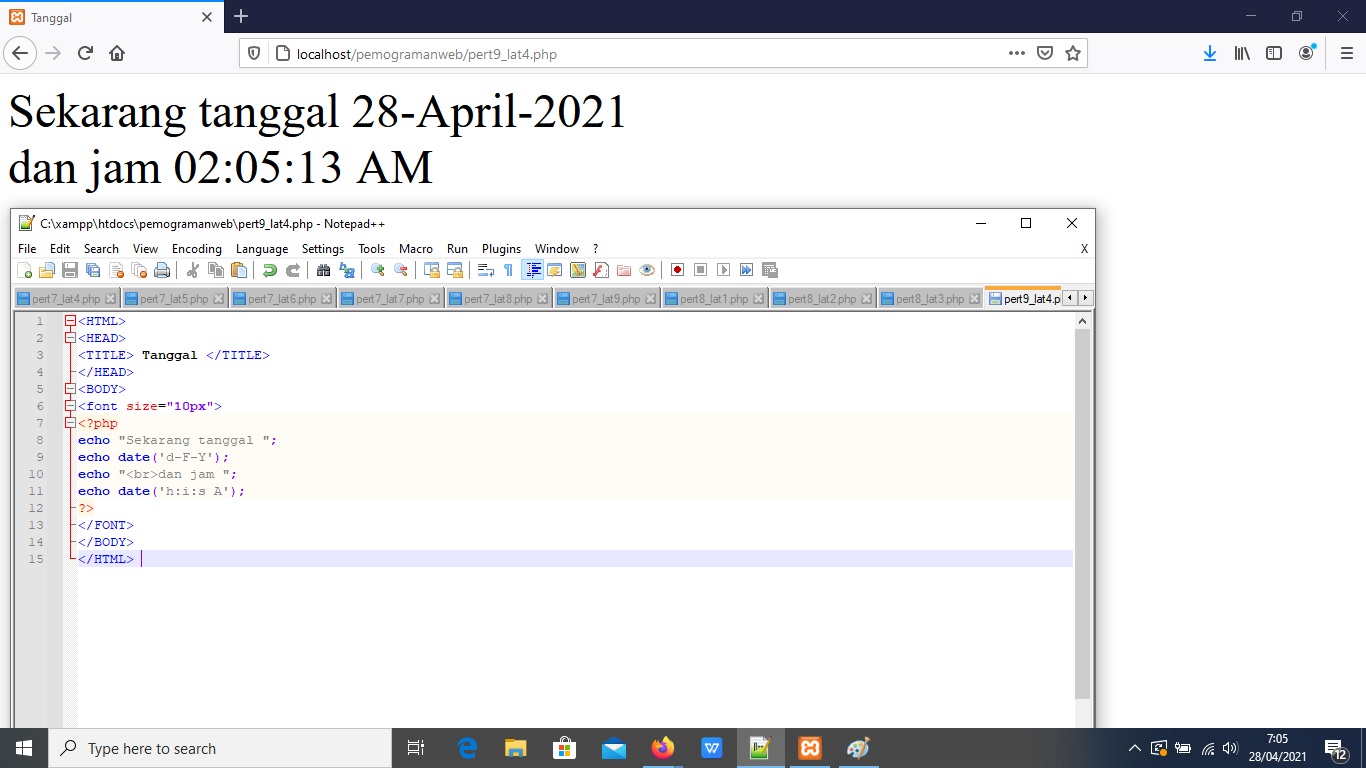 Tanggal
localhost/pemogramanweb/pert9_lat4.php
Sekarang tanggal 28-April-2021
dan jam 02:05:13 AM
C:\xampp\htdocs\pemogramanweb\pert9_lat4.php - Notepad++
File Edit Search View Encoding Language Settings Tools Macro Run Plugins Window ? X
pert7_lat4.php pert7_lat5.php pert7_lat6.php pert7_lat7.php pert7_lat8.php pert7_lat9.php pert8_lat1.php pert8_lat2.php pert8_lat3.php pert9_lat4.p
1 <HTML>
2 <HEAD>
3 <TITLE> Tanggal </TITLE>
4 </HEAD>
5 <BODY>
6 <font size="10px">
7 <?php
8 echo "Sekarang tanggal ";
9 echo date('d-F-Y');
10 echo "<br>dan jam ";
11 echo date('h:i:s A');
12 ?>
13 </FONT>
14 </BODY>
15 </HTML>
Type here to search
7:05
28/04/2021
12